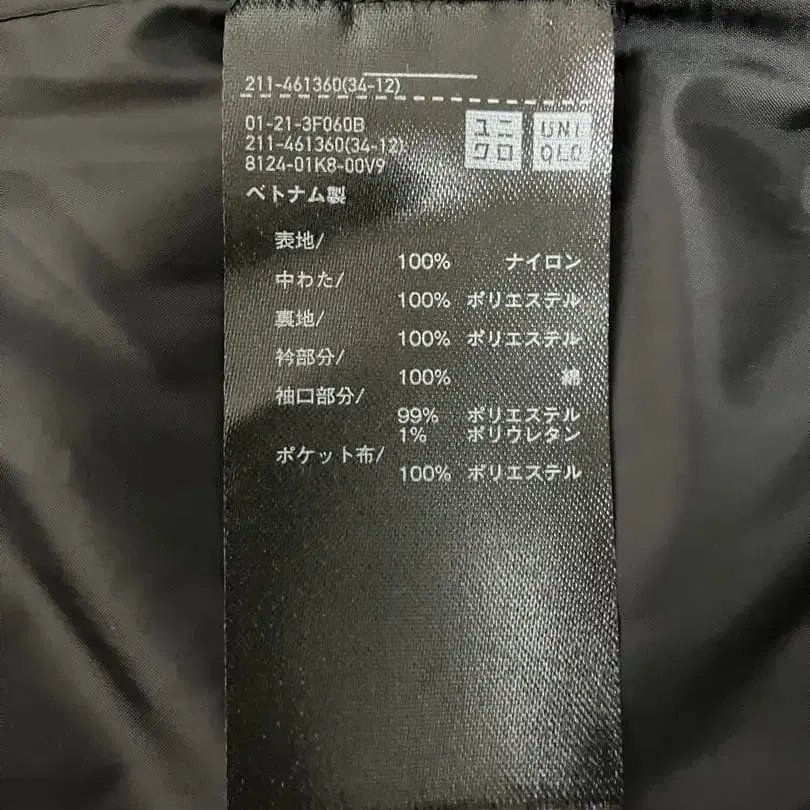 211-461360(34-12)
01-21-3F060B
211-461360(34-12)
8124-01K8-00V9
ユニ
クロ
UNI
QLO
ベトナム製
表地/
100% ナイロン
中わた/
100% ポリエステル
裏地/
100% ポリエステル
衿部分/
100% 綿
袖口部分/
99% ポリエステル
1% ポリウレタン
ポケット布/
100% ポリエステル